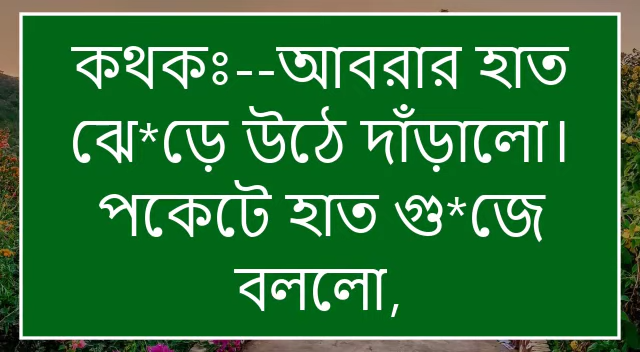 কথকঃ--আবরার হাত
ঝে*ড়ে উঠে দাঁড়ালো।
পকেটে হাত গু*জে
বললো,